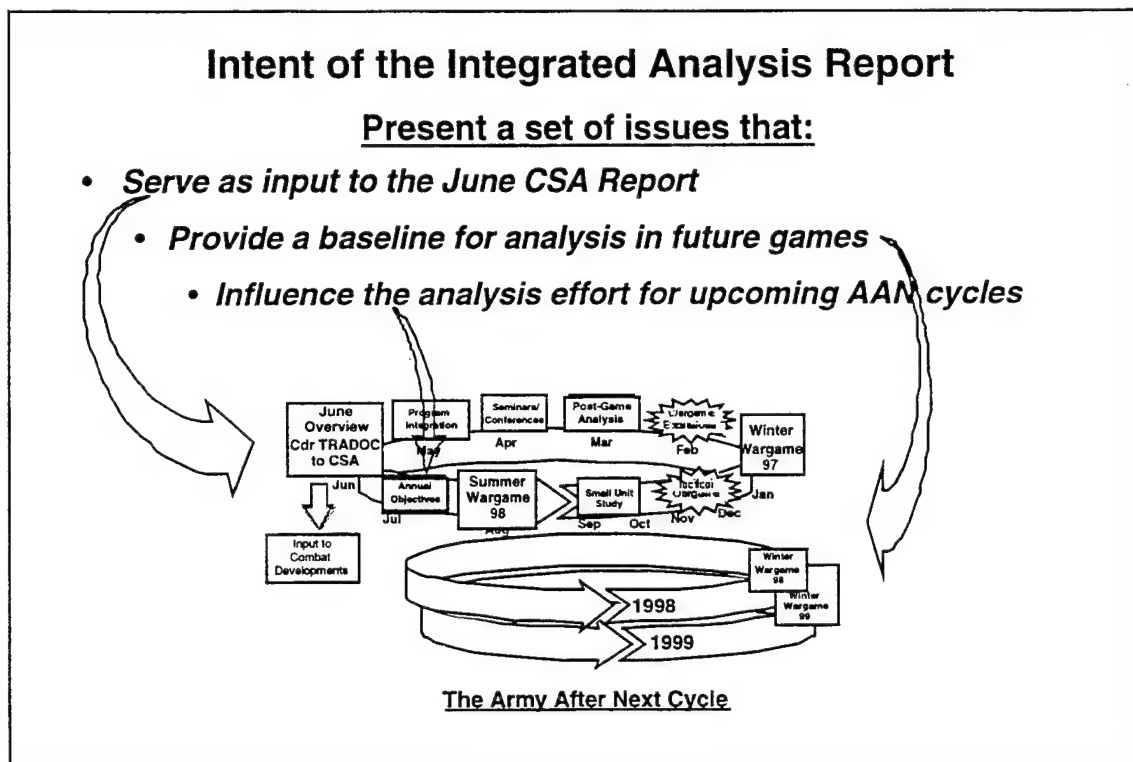 Intent of the Integrated Analysis Report
Present a set of issues that:
• Serve as input to the June CSA Report
• Provide a baseline for analysis in future games
• Influence the analysis effort for upcoming AAN cycles
June
Overview
Cdr TRADOC
to CSA
Program
Integration
Seminars/
Conferences
Post-Game
Analysis
Wargame
Winter
Wargame
97
May
Apr
Mar
Feb
Jun
Jul
Annual
Objectives
Summer
Wargame
98
Aug
Small Unit
Study
Sep
Oct
Tactical
Wargame
Nov
Dec
Jan
Input to
Combat
Developments
Winter
Wargame
98
Winter
Wargame
99
1998
1999
The Army After Next Cycle